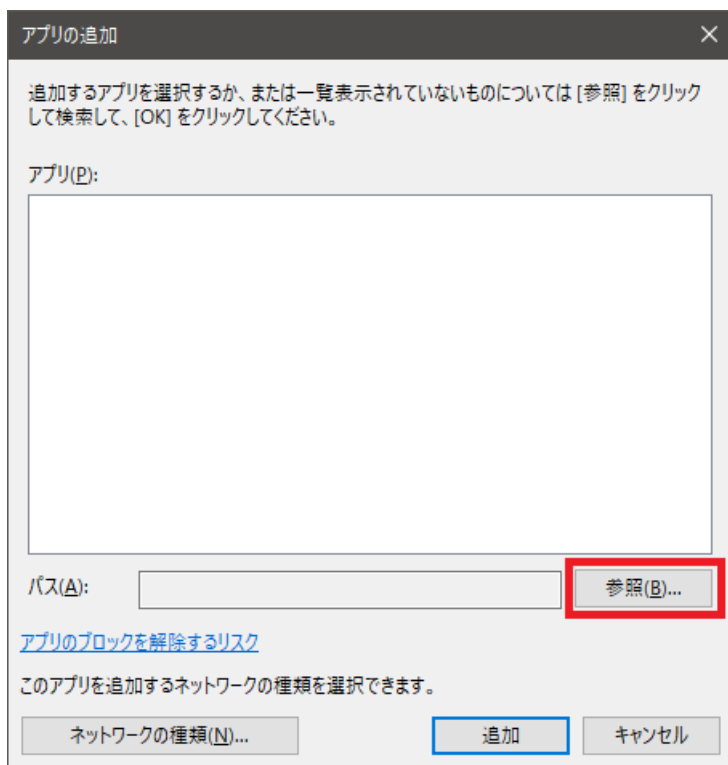 アプリの追加
追加するアプリを選択するか、または一覧表示されていないものについては [参照] をクリック
して検索して、[OK] をクリックしてください。
アプリ(P):
パス(A):
参照(B)...
アプリのブロックを解除するリスク
このアプリを追加するネットワークの種類を選択できます。
ネットワークの種類(N)...
追加
キャンセル